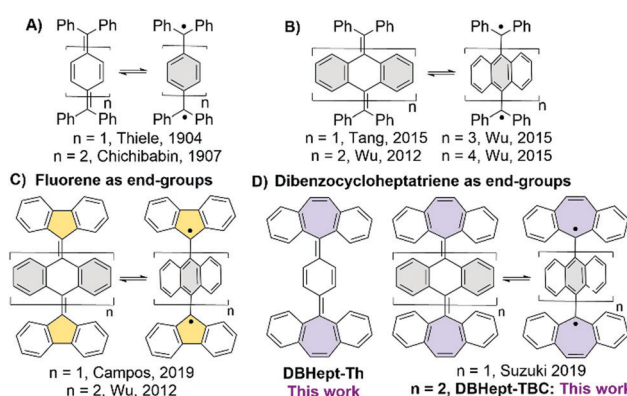 A)
Ph Ph
Ph Ph
n
n
Ph Ph
Ph Ph
n = 1, Thiele, 1904
n = 2, Chichibabin, 1907
B)
Ph Ph
Ph Ph
n
n
Ph Ph
Ph Ph
n = 1, Tang, 2015
n = 3, Wu, 2015
n = 2, Wu, 2012
n = 4, Wu, 2015
C) Fluorene as end-groups
n
n
n = 1, Campos, 2019
n = 2, Wu, 2012
D) Dibenzocycloheptatriene as end-groups
n
n
DBHept-Th
This work
n = 1, Suzuki 2019
n = 2, DBHept-TBC: This work